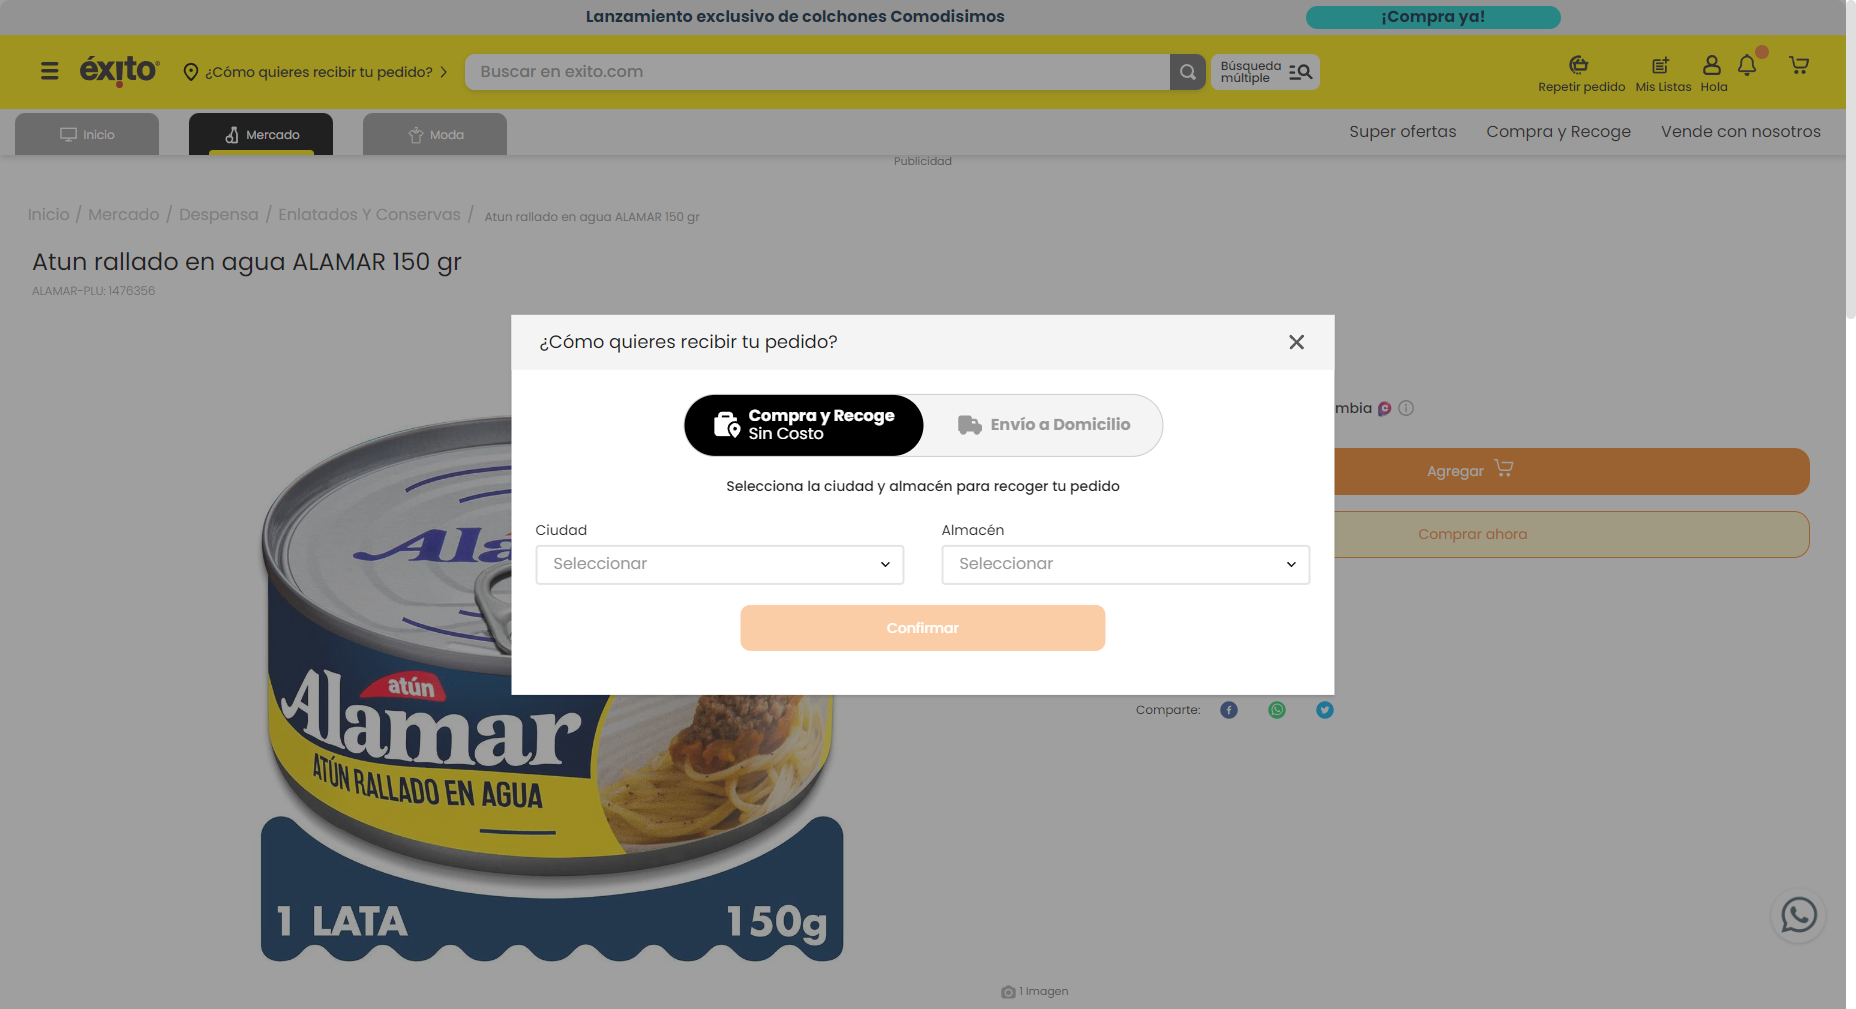 Lanzamiento exclusivo de colchones Comodisimos
¡Compra ya!
éxito
¿Cómo quieres recibir tu pedido?
Buscar en exito.com
Búsqueda
múltiple
Repetir pedido
Mis Listas
Hola
Inicio
Mercado
Moda
Super ofertas
Compra y Recoge
Vende con nosotros
Publicidad
Inicio / Mercado / Despensa / Enlatados Y Conservas / Atun rallado en agua ALAMAR 150 gr
Atun rallado en agua ALAMAR 150 gr
ALAMAR-PLU: 1476356
¿Cómo quieres recibir tu pedido?
Compra y Recoge
Sin Costo
Envío a Domicilio
Selecciona la ciudad y almacén para recoger tu pedido
Ciudad
Almacén
Seleccionar
Seleccionar
Confirmar
mbia
Agregar
Comprar ahora
Comparte:
Ala
atún
Alamar
ATÚN RALLADO EN AGUA
1 LATA
150g
1 Imagen